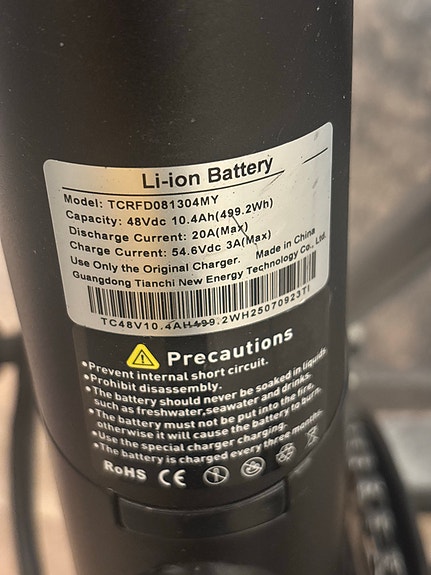 Li-ion Battery
Model: TCRFD081304MY
Capacity: 48Vdc 10.4Ah(499.2Wh)
Discharge Current: 20A(Max)
Charge Current: 54.6Vdc 3A(Max)
Use Only the Original Charger. Made in China
Guangdong Tianchi New Energy Technology Co., Ltd.
TC48V10.4AH499.2WH25070923TI
Precautions
•Prevent internal short circuit.
•Prohibit disassembly.
•The battery should never be soaked in liquids
such as freshwater,seawater and drinks.
•The battery must not be put into the fire,
otherwise it will cause the battery to burn.
•Use the special charger charging.
•The battery is charged every three months.
RoHS CE